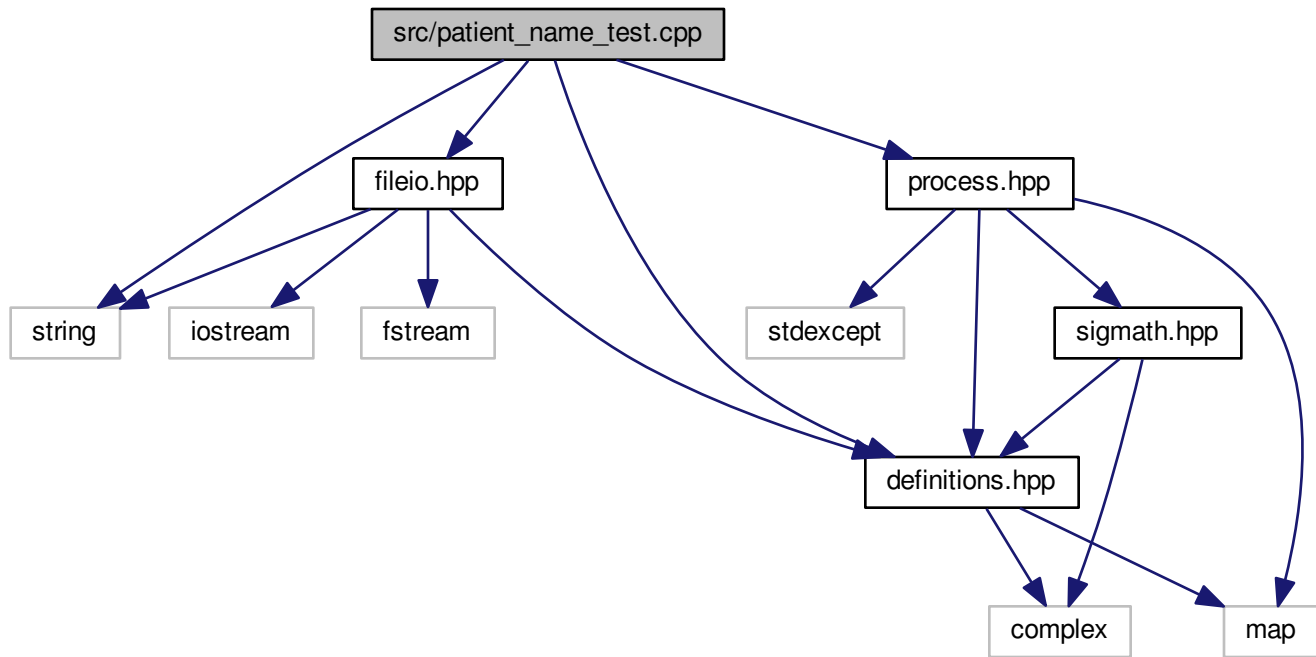 src/patient_name_test.cpp
fileio.hpp
process.hpp
string
iostream
fstream
stdexcept
sigmath.hpp
definitions.hpp
complex
map